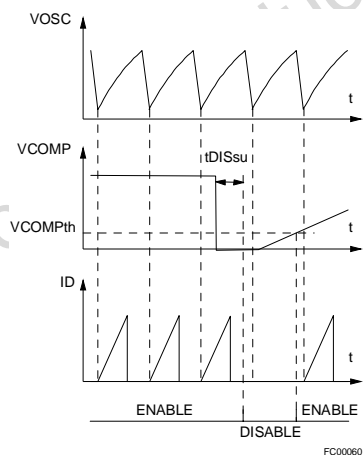 VOSC
t
VCOMP
tDISsu
VCOMPth
t
ID
t
ENABLE
ENABLE
DISABLE
FC00060